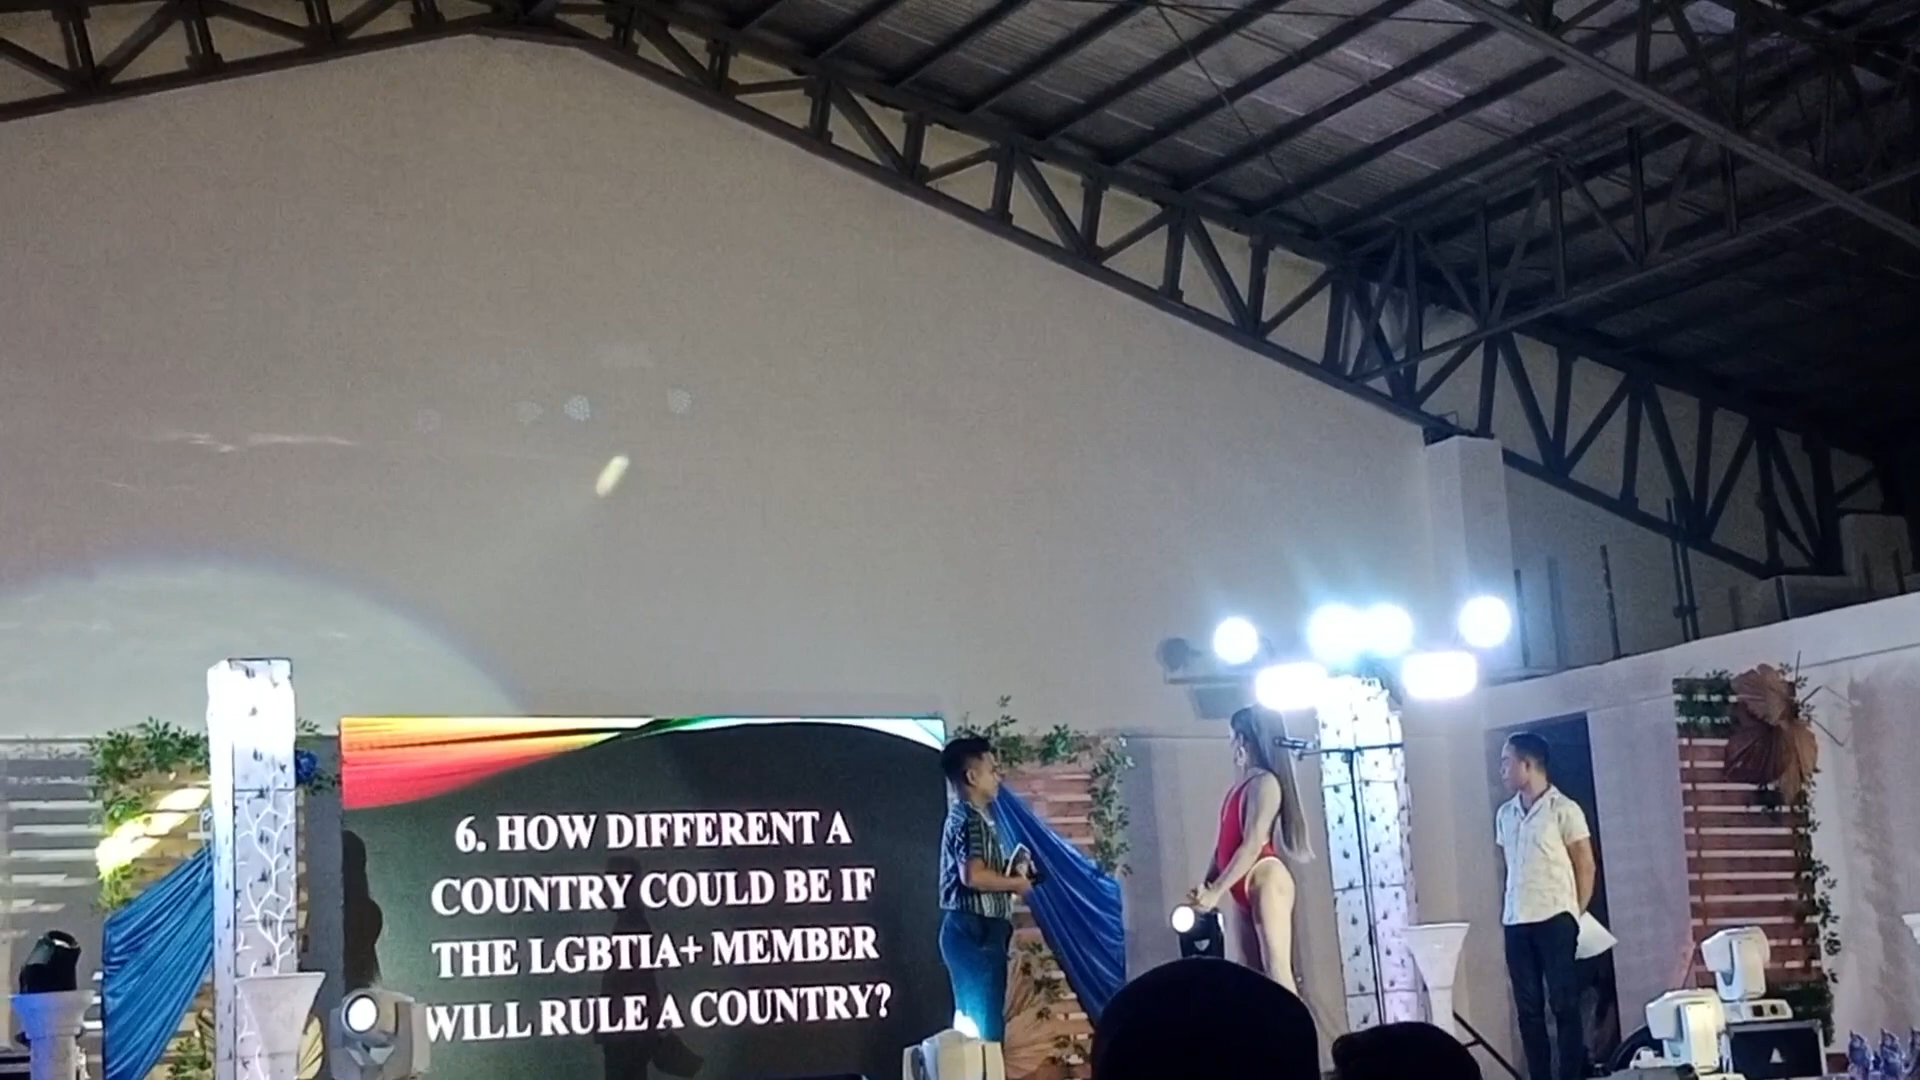 6. HOW DIFFERENT A
COUNTRY COULD BE IF
THE LGBTIA+ MEMBER
WILL RULE A COUNTRY?